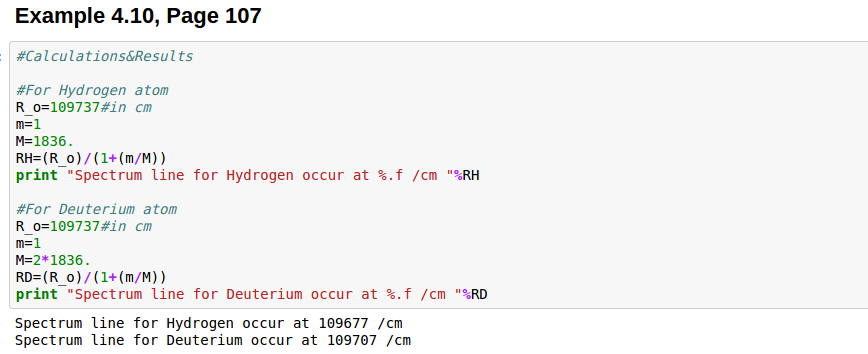 Example 4.10, Page 107
#Calculations&Results
#For Hydrogen atom
R_o=109737#in cm
m=1
M=1836.
RH=(R_o)/(1+(m/M))
print "Spectrum line for Hydrogen occur at %.f /cm "%RH
#For Deuterium atom
R_o=109737#in cm
m=1
M=2*1836.
RD=(R_o)/(1+(m/M))
print "Spectrum line for Deuterium occur at %.f /cm "%RD
Spectrum line for Hydrogen occur at 109677 /cm
Spectrum line for Deuterium occur at 109707 /cm